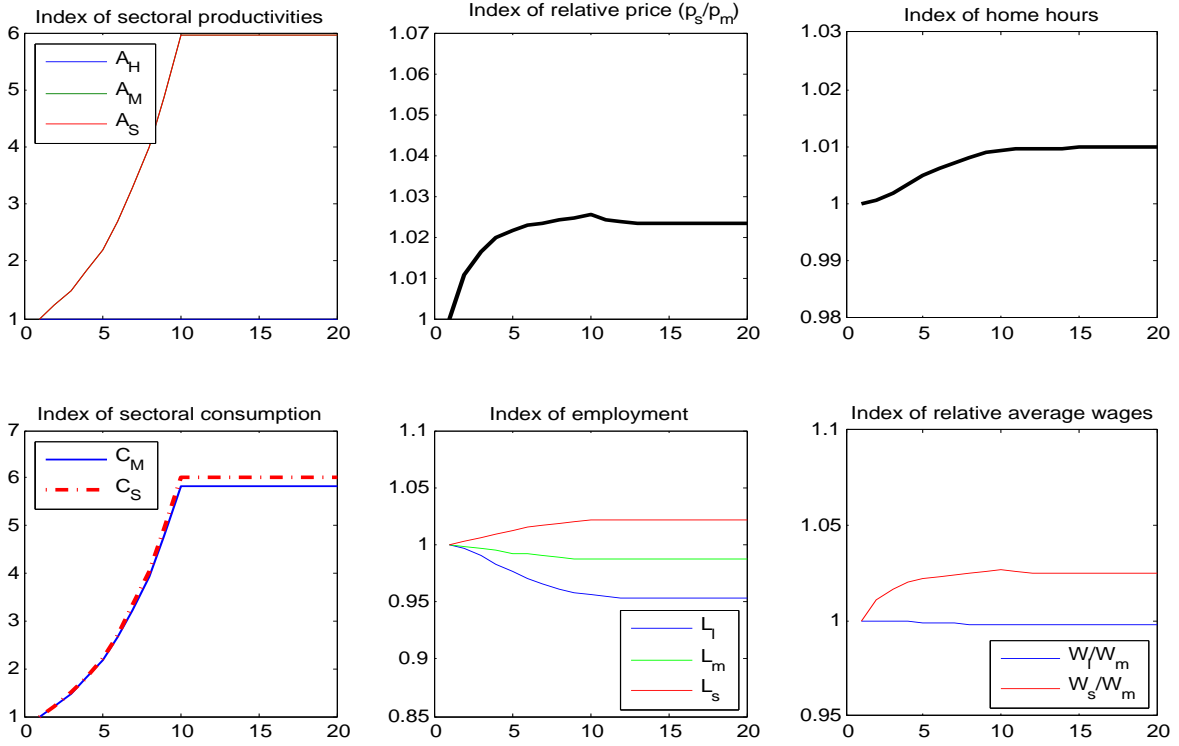 Index of sectoral productivities
6
5
4
3
2
1
0 5 10 15 20
A_H
A_M
A_S
Index of relative price (p_s/p_m)
1.07
1.06
1.05
1.04
1.03
1.02
1.01
1
0 5 10 15 20
Index of home hours
1.03
1.02
1.01
1
0.99
0.98
0 5 10 15 20
Index of sectoral consumption
7
6
5
4
3
2
1
0 5 10 15 20
C_M
C_S
Index of employment
1.1
1.05
1
0.95
0.9
0.85
0 5 10 15 20
L_l
L_m
L_s
Index of relative average wages
1.1
1.05
1
0.95
0 5 10 15 20
W_l/W_m
W_s/W_m